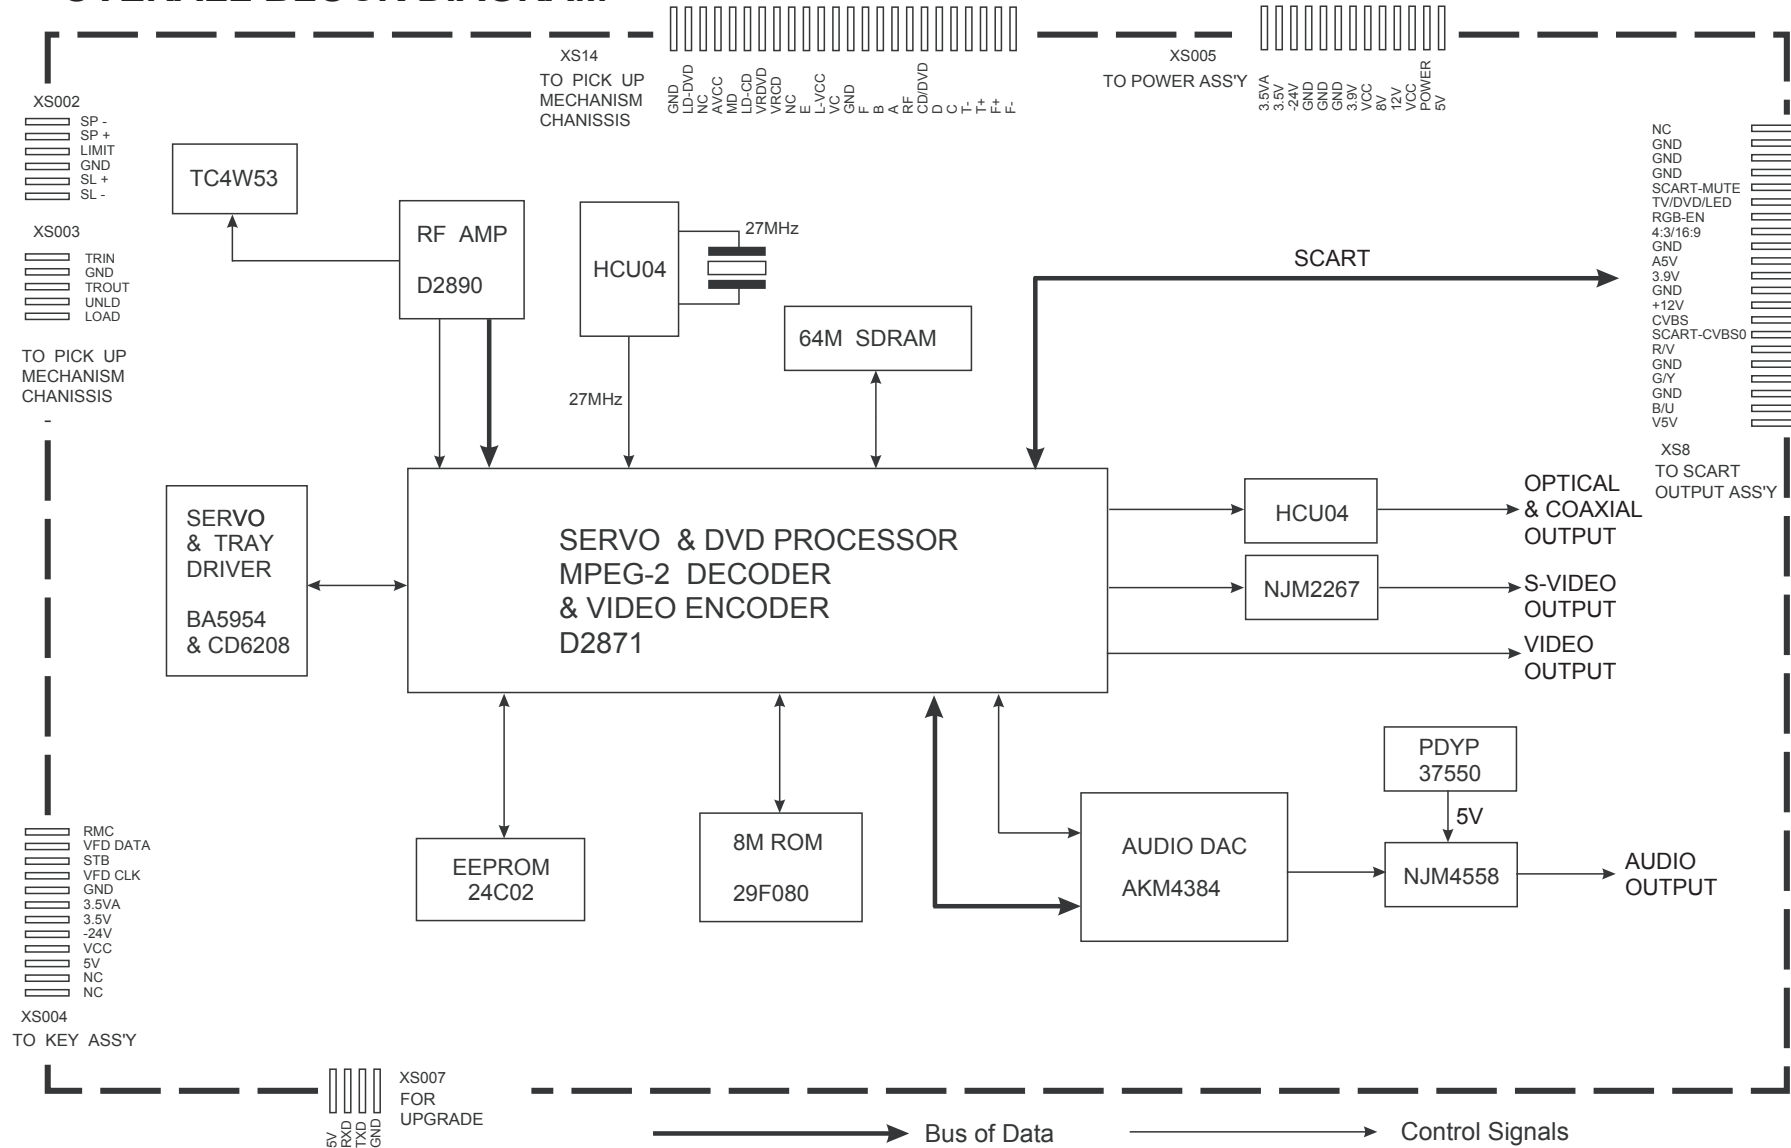 OVERALL BLOCK DIAGRAM
XS14
TO PICK UP
MECHANISM
CHANISSIS
GND
LD-DVD
NC
AVCC
MD
LD-CD
VRDVD
VRCD
NC
E
L-VCC
VC
GND
F
B
A
RF
CD/DVD
D
C
T-
T+
F+
F-
XS005
TO POWER ASS'Y
3.5VA
3.5V
-24V
GND
GND
GND
3.9V
VCC
8V
12V
VCC
POWER
5V
XS002
SP -
SP +
LIMIT
GND
SL +
SL -
XS003
TRIN
GND
TROUT
UNLD
LOAD
TO PICK UP
MECHANISM
CHANISSIS
-
TC4W53
RF AMP
D2890
HCU04
27MHz
27MHz
64M SDRAM
SCART
NC
GND
GND
GND
SCART-MUTE
TV/DVD/LED
RGB-EN
4:3/16:9
GND
A5V
3.9V
GND
+12V
CVBS
SCART-CVBS0
R/V
GND
G/Y
GND
B/U
V5V
XS8
TO SCART
OUTPUT ASS'Y
SERVO
& TRAY
DRIVER
BA5954
& CD6208
SERVO & DVD PROCESSOR
MPEG-2 DECODER
& VIDEO ENCODER
D2871
HCU04
OPTICAL
& COAXIAL
OUTPUT
NJM2267
S-VIDEO
OUTPUT
VIDEO
OUTPUT
PDYP
37550
5V
EEPROM
24C02
8M ROM
29F080
AUDIO DAC
AKM4384
NJM4558
AUDIO
OUTPUT
RMC
VFD DATA
STB
VFD CLK
GND
3.5VA
3.5V
-24V
VCC
5V
NC
NC
XS004
TO KEY ASS'Y
5V
RXD
TXD
GND
XS007
FOR
UPGRADE
Bus of Data
Control Signals